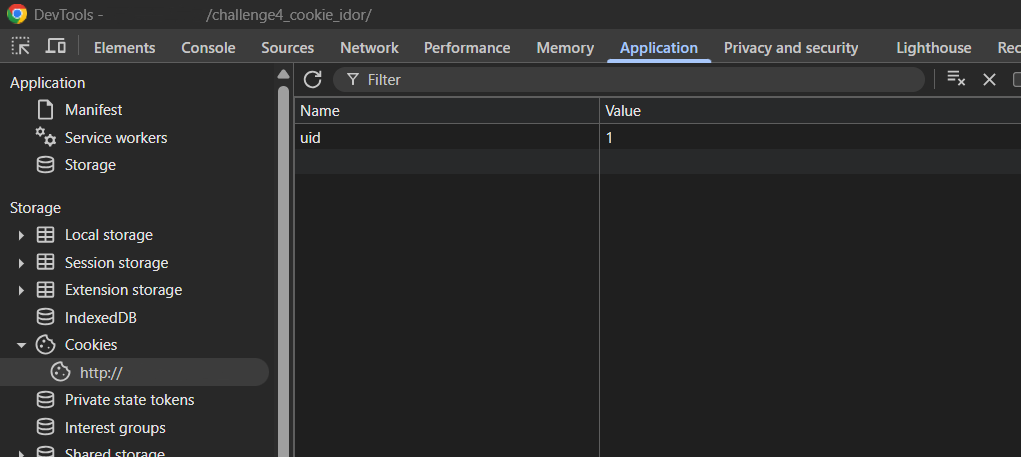 DevTools - /challenge4_cookie_idor/
Elements Console Sources Network Performance Memory Application Privacy and security Lighthouse Rec
Application
Manifest
Service workers
Storage
Storage
Local storage
Session storage
Extension storage
IndexedDB
Cookies
http://
Private state tokens
Interest groups
Shared storage
Filter
Name Value
uid 1